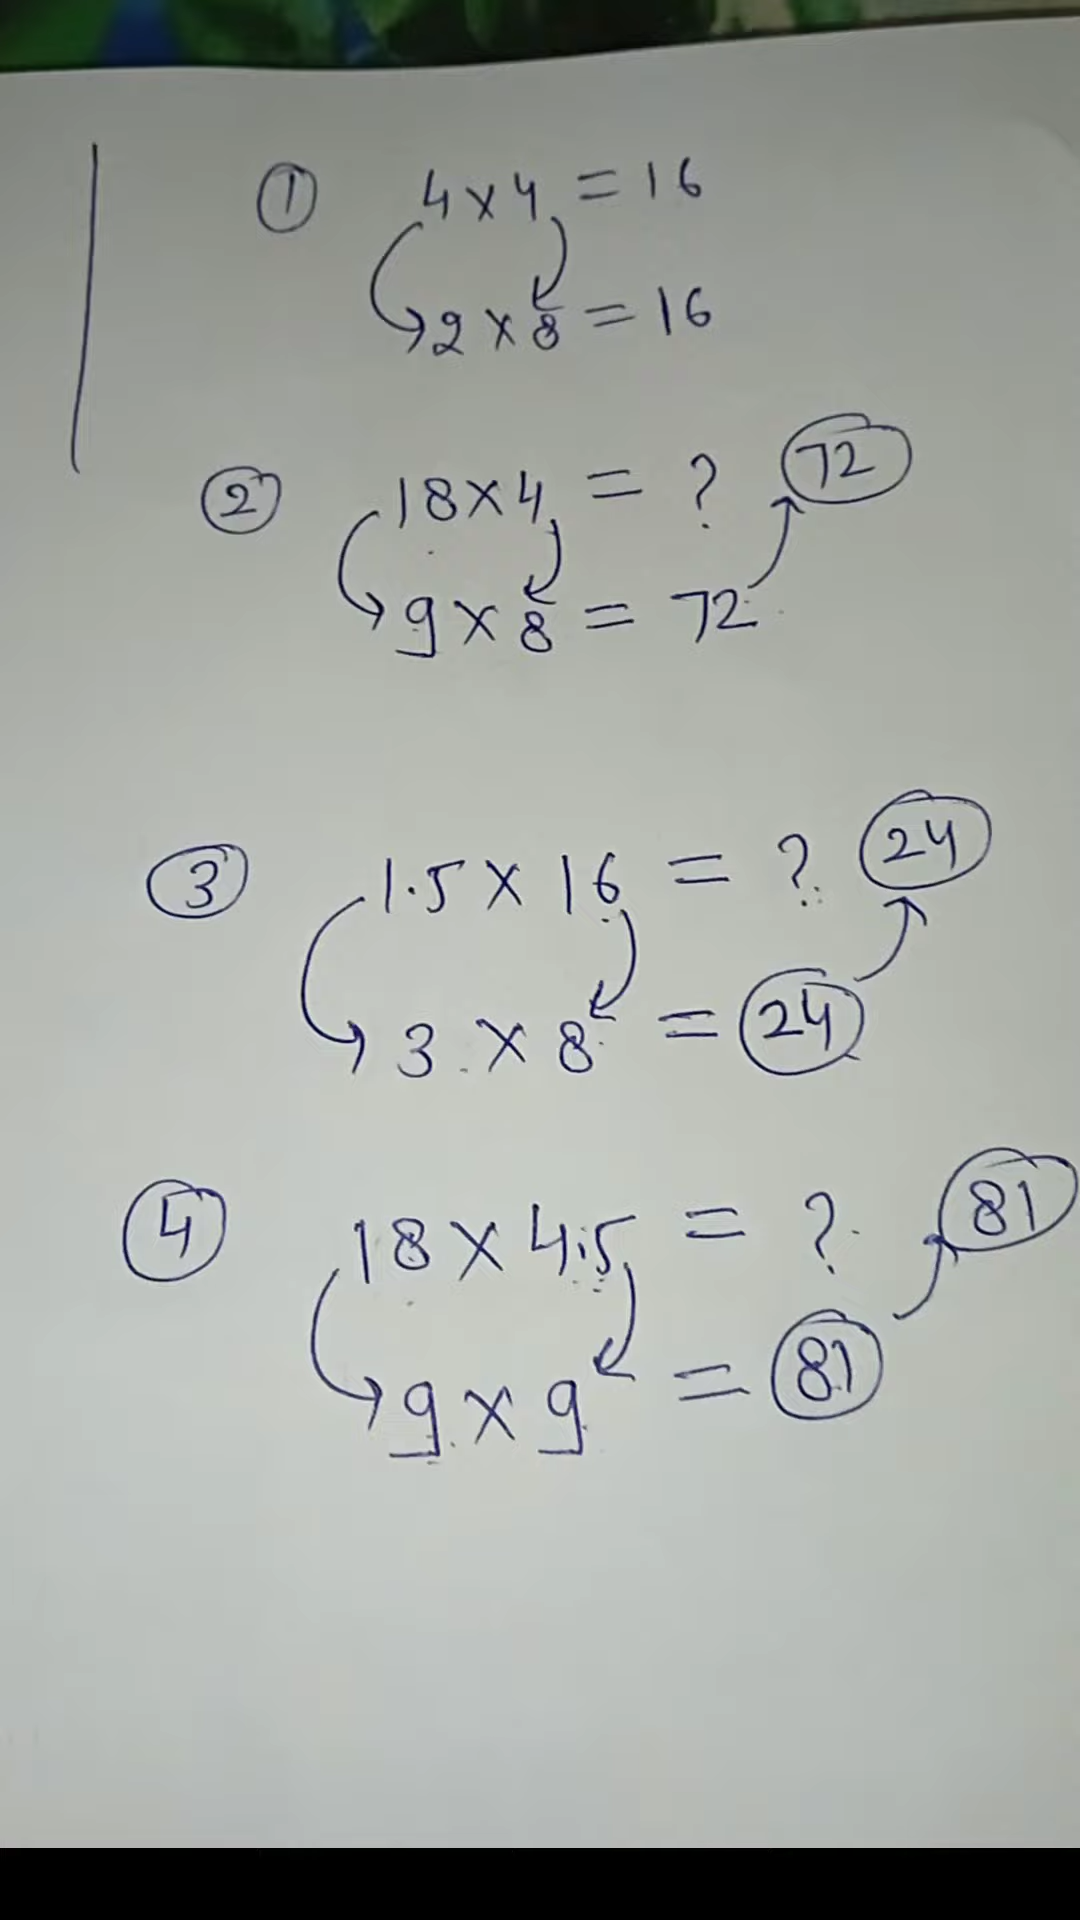 ① 4 x 4 = 16
2 x 8 = 16
② 18 x 4 = ? 72
9 x 8 = 72
③ 1.5 x 16 = ? 24
3 x 8 = 24
④ 18 x 4.5 = ? 81
9 x 9 = 81